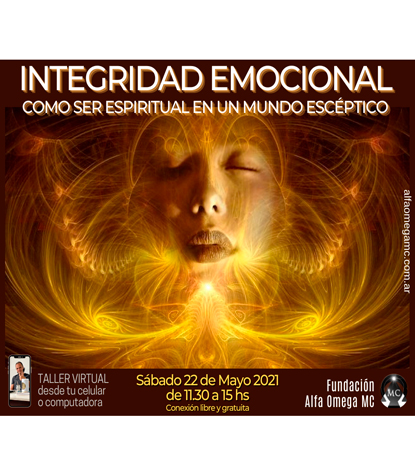 INTEGRIDAD EMOCIONAL
COMO SER ESPIRITUAL EN UN MUNDO ESCÉPTICO
alfaomegamc.com.ar
TALLER VIRTUAL
desde tu celular
o computadora
Sábado 22 de Mayo 2021
de 11.30 a 15 hs
Conexión libre y gratuita
Fundación
Alfa Omega MC
MC